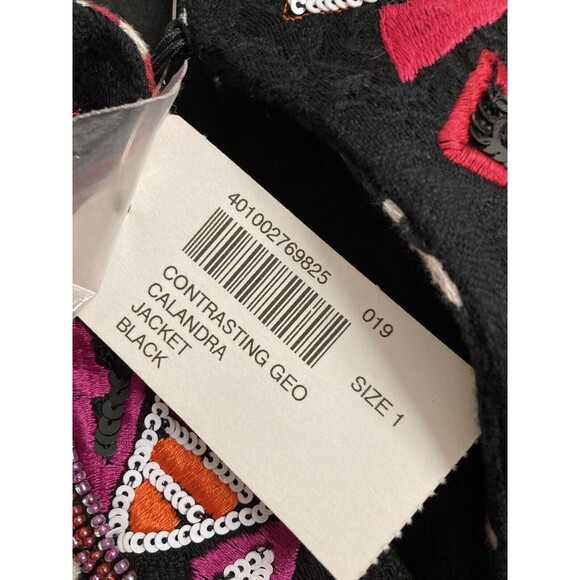 401002769825
019
CONTRASTING GEO
CALANDRA
JACKET
BLACK
SIZE 1